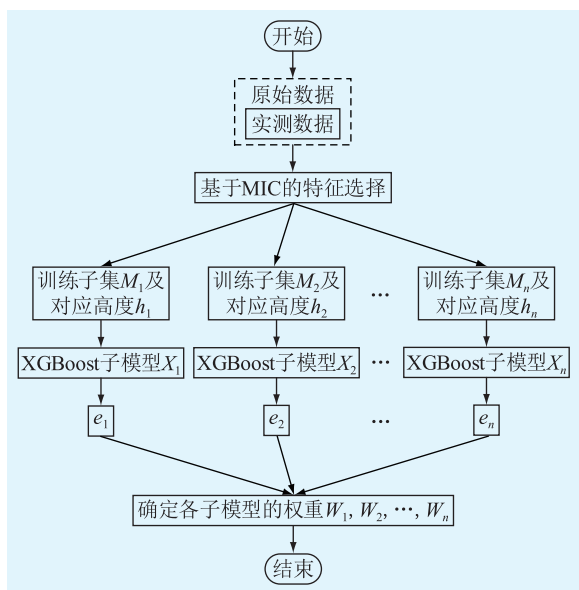 开始
原始数据
实测数据
基于MIC的特征选择
训练子集M₁及
对应高度h₁
训练子集M₂及
对应高度h₂
…
训练子集Mₙ及
对应高度hₙ
XGBoost子模型X₁
XGBoost子模型X₂
…
XGBoost子模型Xₙ
e₁
e₂
…
eₙ
确定各子模型的权重W₁, W₂, …, Wₙ
结束